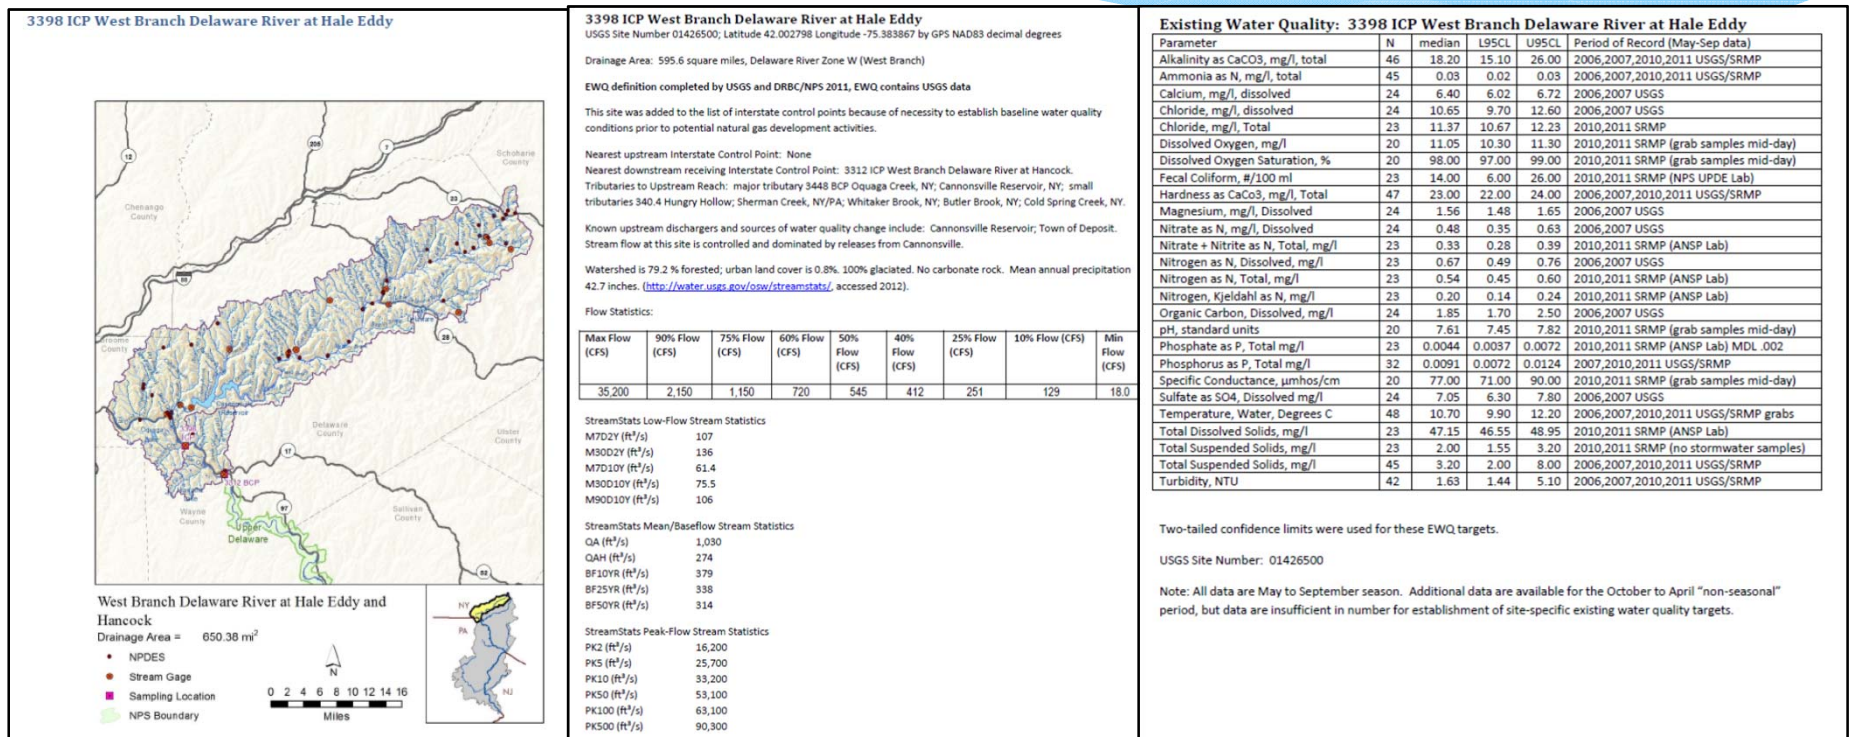 3398 ICP West Branch Delaware River at Hale Eddy
12
206
7
Schoharie
County
Chenango
County
23
88
28
Broome
County
Delaware
County
Ulster
County
17
3312 BCP
Wayne
County
97
Sullivan
County
Upper
Delaware
52
West Branch Delaware River at Hale Eddy and
Hancock
Drainage Area = 650.38 mi²
NPDES
Stream Gage
Sampling Location
NPS Boundary
N
0 2 4 6 8 10 12 14 16
Miles
NY
PA
NJ
3398 ICP West Branch Delaware River at Hale Eddy
USGS Site Number 01426500; Latitude 42.002798 Longitude -75.383867 by GPS NAD83 decimal degrees
Drainage Area: 595.6 square miles, Delaware River Zone W (West Branch)
EWQ definition completed by USGS and DRBC/NPS 2011, EWQ contains USGS data
This site was added to the list of interstate control points because of necessity to establish baseline water quality
conditions prior to potential natural gas development activities.
Nearest upstream Interstate Control Point: None
Nearest downstream receiving Interstate Control Point: 3312 ICP West Branch Delaware River at Hancock.
Tributaries to Upstream Reach: major tributary 3448 BCP Oquaga Creek, NY; Cannonsville Reservoir, NY; small
tributaries 340.4 Hungry Hollow; Sherman Creek, NY/PA; Whitaker Brook, NY; Butler Brook, NY; Cold Spring Creek, NY.
Known upstream dischargers and sources of water quality change include: Cannonsville Reservoir; Town of Deposit.
Stream flow at this site is controlled and dominated by releases from Cannonsville.
Watershed is 79.2 % forested; urban land cover is 0.8%. 100% glaciated. No carbonate rock. Mean annual precipitation
42.7 inches. (http://water.usgs.gov/osw/streamstats/, accessed 2012).
Flow Statistics:
Max Flow (CFS) 90% Flow (CFS) 75% Flow (CFS) 60% Flow (CFS) 50% Flow (CFS) 40% Flow (CFS) 25% Flow (CFS) 10% Flow (CFS) Min Flow (CFS)
35,200 2,150 1,150 720 545 412 251 129 18.0
StreamStats Low-Flow Stream Statistics
M7D2Y (ft³/s) 107
M30D2Y (ft³/s) 136
M7D10Y (ft³/s) 61.4
M30D10Y (ft³/s) 75.5
M90D10Y (ft³/s) 106
StreamStats Mean/Baseflow Stream Statistics
QA (ft³/s) 1,030
QAH (ft³/s) 274
BF10YR (ft³/s) 379
BF25YR (ft³/s) 338
BF50YR (ft³/s) 314
StreamStats Peak-Flow Stream Statistics
PK2 (ft³/s) 16,200
PK5 (ft³/s) 25,700
PK10 (ft³/s) 33,200
PK50 (ft³/s) 53,100
PK100 (ft³/s) 63,100
PK500 (ft³/s) 90,300
Existing Water Quality: 3398 ICP West Branch Delaware River at Hale Eddy
Parameter N median L95CL U95CL Period of Record (May-Sep data)
Alkalinity as CaCO3, mg/l, total 46 18.20 15.10 26.00 2006,2007,2010,2011 USGS/SRMP
Ammonia as N, mg/l, total 45 0.03 0.02 0.03 2006,2007,2010,2011 USGS/SRMP
Calcium, mg/l, dissolved 24 6.40 6.02 6.72 2006,2007 USGS
Chloride, mg/l, dissolved 24 10.65 9.70 12.60 2006,2007 USGS
Chloride, mg/L, Total 23 11.37 10.67 12.23 2010,2011 SRMP
Dissolved Oxygen, mg/l 20 11.05 10.30 11.30 2010,2011 SRMP (grab samples mid-day)
Dissolved Oxygen Saturation, % 20 98.00 97.00 99.00 2010,2011 SRMP (grab samples mid-day)
Fecal Coliform, #/100 ml 23 14.00 6.00 26.00 2010,2011 SRMP (NPS UPDE Lab)
Hardness as CaCo3, mg/l, Total 47 23.00 22.00 24.00 2006,2007,2010,2011 USGS/SRMP
Magnesium, mg/l, Dissolved 24 1.56 1.48 1.65 2006,2007 USGS
Nitrate as N, mg/l, Dissolved 24 0.48 0.35 0.63 2006,2007 USGS
Nitrate + Nitrite as N, Total, mg/l 23 0.33 0.28 0.39 2010,2011 SRMP (ANSP Lab)
Nitrogen as N, Dissolved, mg/l 23 0.67 0.49 0.76 2006,2007 USGS
Nitrogen as N, Total, mg/l 23 0.54 0.45 0.60 2010,2011 SRMP (ANSP Lab)
Nitrogen, Kjeldahl as N, mg/l 23 0.20 0.14 0.24 2010,2011 SRMP (ANSP Lab)
Organic Carbon, Dissolved, mg/l 24 1.85 1.70 2.50 2006,2007 USGS
pH, standard units 20 7.61 7.45 7.82 2010,2011 SRMP (grab samples mid-day)
Phosphate as P, Total mg/l 23 0.0044 0.0037 0.0072 2010,2011 SRMP (ANSP Lab) MDL .002
Phosphorus as P, Total mg/l 32 0.0091 0.0072 0.0124 2007,2010,2011 USGS/SRMP
Specific Conductance, µmhos/cm 20 77.00 71.00 90.00 2010,2011 SRMP (grab samples mid-day)
Sulfate as SO4, Dissolved mg/l 24 7.05 6.30 7.80 2006,2007 USGS
Temperature, Water, Degrees C 48 10.70 9.90 12.20 2006,2007,2010,2011 USGS/SRMP grabs
Total Dissolved Solids, mg/l 23 47.15 46.55 48.95 2010,2011 SRMP (ANSP Lab)
Total Suspended Solids, mg/l 23 2.00 1.55 3.20 2010,2011 SRMP (no stormwater samples)
Total Suspended Solids, mg/l 45 3.20 2.00 8.00 2006,2007,2010,2011 USGS/SRMP
Turbidity, NTU 42 1.63 1.44 5.10 2006,2007,2010,2011 USGS/SRMP
Two-tailed confidence limits were used for these EWQ targets.
USGS Site Number: 01426500
Note: All data are May to September season. Additional data are available for the October to April "non-seasonal"
period, but data are insufficient in number for establishment of site-specific existing water quality targets.